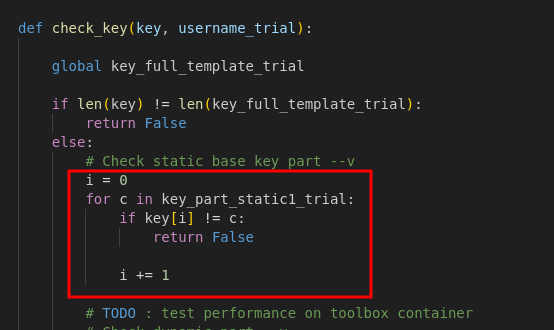 def check_key(key, username_trial):
global key_full_template_trial
if len(key) != len(key_full_template_trial):
return False
else:
# Check static base key part --v
i = 0
for c in key_part_static1_trial:
if key[i] != c:
return False
i += 1
# TODO : test performance on toolbox container
# Check dynamic part --v